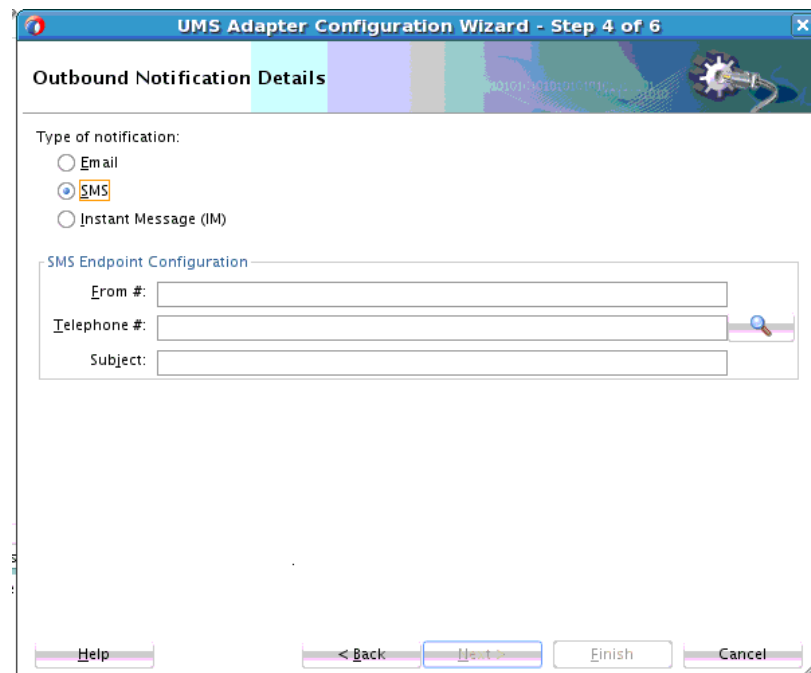 UMS Adapter Configuration Wizard - Step 4 of 6
Outbound Notification Details
Type of notification:
Email
SMS
Instant Message (IM)
SMS Endpoint Configuration
From #:
Telephone #:
Subject:
Help
< Back
Next >
Finish
Cancel